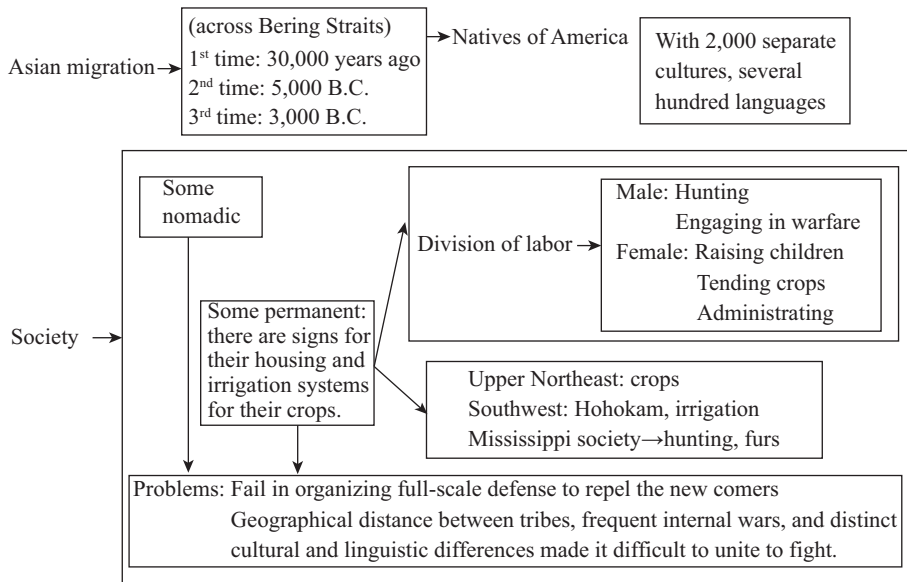 (across Bering Straits)
Asian migration
1st time: 30,000 years ago
2nd time: 5,000 B.C.
3rd time: 3,000 B.C.
Natives of America
With 2,000 separate
cultures, several
hundred languages
Society
Some
nomadic
Some permanent:
there are signs for
their housing and
irrigation systems
for their crops.
Division of labor
Male: Hunting
Engaging in warfare
Female: Raising children
Tending crops
Administrating
Upper Northeast: crops
Southwest: Hohokam, irrigation
Mississippi society→hunting, furs
Problems: Fail in organizing full-scale defense to repel the new comers
Geographical distance between tribes, frequent internal wars, and distinct
cultural and linguistic differences made it difficult to unite to fight.